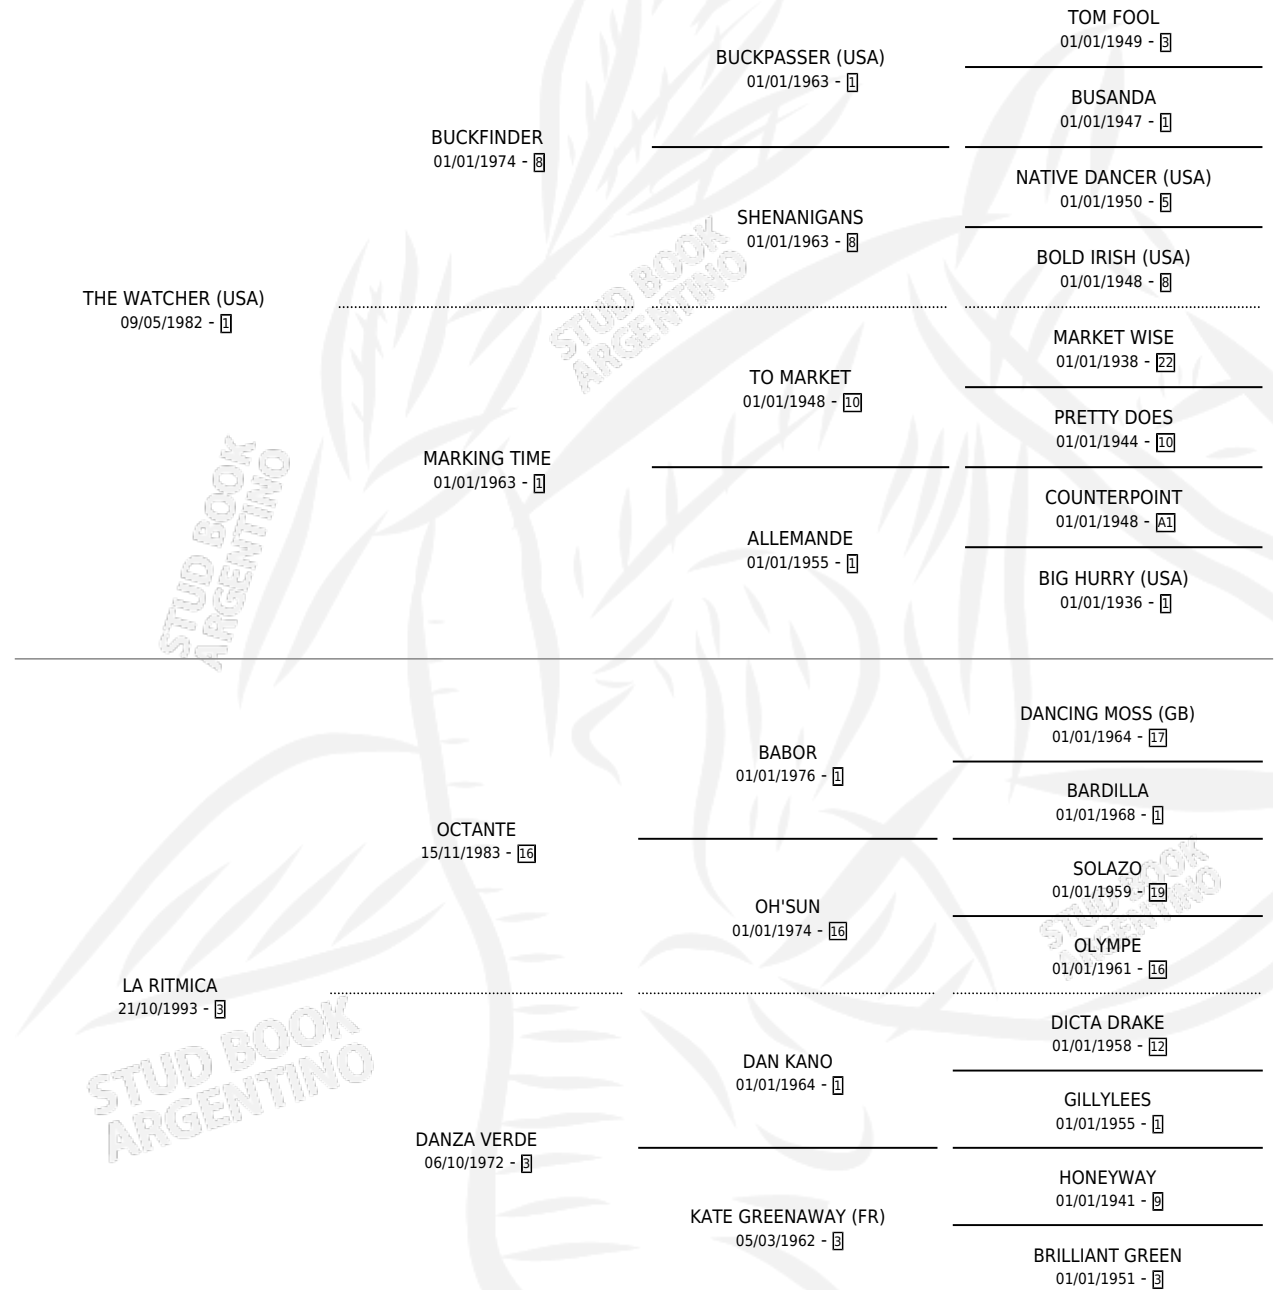 TOM FOOL
01/01/1949 - 3
BUCKPASSER (USA)
01/01/1963 - 1
BUSANDA
01/01/1947 - 1
BUCKFINDER
01/01/1974 - 8
NATIVE DANCER (USA)
01/01/1950 - 5
SHENANIGANS
01/01/1963 - 8
BOLD IRISH (USA)
01/01/1948 - 8
THE WATCHER (USA)
09/05/1982 - 1
STUD BOOK
ARGENTINO
MARKET WISE
01/01/1938 - 22
TO MARKET
01/01/1948 - 10
PRETTY DOES
01/01/1944 - 10
MARKING TIME
01/01/1963 - 1
COUNTERPOINT
01/01/1948 - A1
ALLEMANDE
01/01/1955 - 1
BIG HURRY (USA)
01/01/1936 - 1
STUD BOOK
ARGENTINO
DANCING MOSS (GB)
01/01/1964 - 17
BABOR
01/01/1976 - 1
BARDILLA
01/01/1968 - 1
OCTANTE
15/11/1983 - 16
SOLAZO
01/01/1959 - 19
OH'SUN
01/01/1974 - 16
OLYMPE
01/01/1961 - 16
STUD BOOK
ARGENTINO
LA RITMICA
21/10/1993 - 3
DICTA DRAKE
01/01/1958 - 12
DAN KANO
01/01/1964 - 1
GILLYLEES
01/01/1955 - 1
STUD BOOK
ARGENTINO
DANZA VERDE
06/10/1972 - 3
HONEYWAY
01/01/1941 - 9
KATE GREENAWAY (FR)
05/03/1962 - 3
BRILLIANT GREEN
01/01/1951 - 3